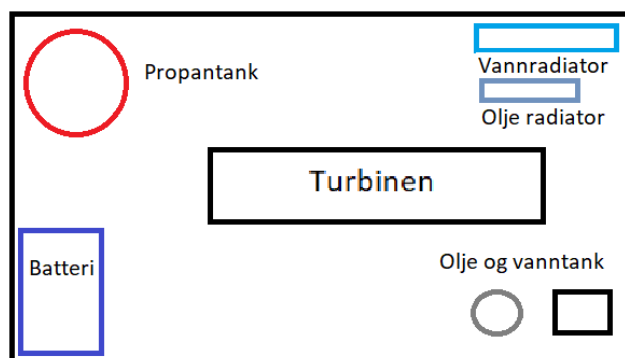 Propantank
Vannradiator
Olje radiator
Turbinen
Batteri
Olje og vanntank